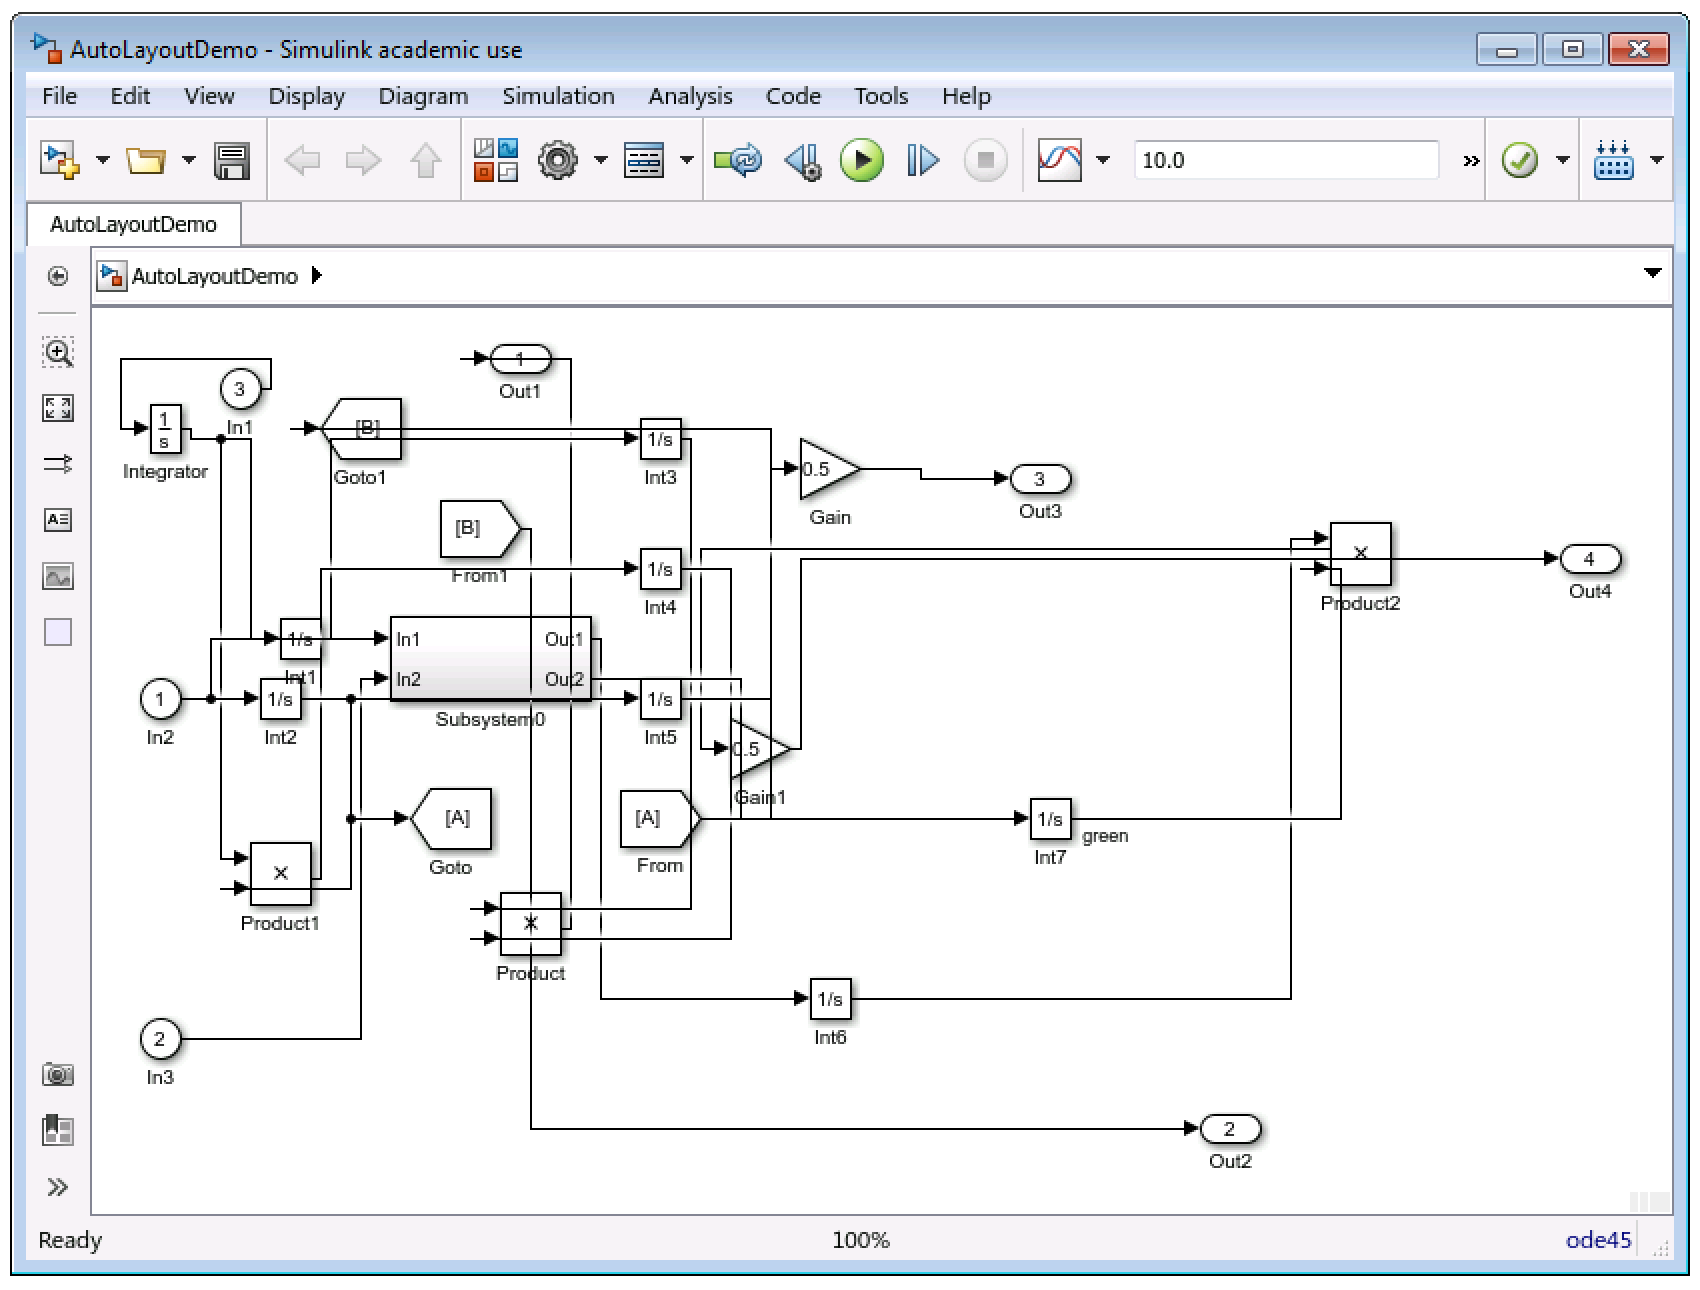 AutoLayoutDemo - Simulink academic use
File Edit View Display Diagram Simulation Analysis Code Tools Help
10.0
AutoLayoutDemo
AutoLayoutDemo
1
Out1
3
In1
1
s
Integrator
[B]
Goto1
1/s
Int3
0.5
Gain
3
Out3
[B]
From1
1/s
Int4
×
Product2
4
Out4
1/s
Int1
In1 Out1
In2 Out2
Subsystem0
1
In2
1/s
Int2
1/s
Int5
0.5
Gain1
[A]
Goto
[A]
From
1/s
Int7
green
×
Product1
×
Product
1/s
Int6
2
In3
2
Out2
Ready 100% ode45